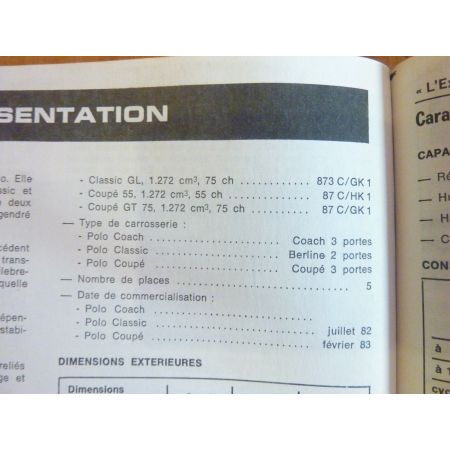 SENTATION
o. Elle
ssic et
e deux
gendré
cédent
trans-
lèbre-
quelle
épen-
stabi-
reliés
ge et
- Classic GL, 1.272 cm³, 75 ch ............ 873 C/GK 1
- Coupé 55, 1.272 cm³, 55 ch ............ 87 C/HK 1
- Coupé GT 75, 1.272 cm³, 75 ch ......... 87 C/GK 1
— Type de carrosserie :
- Polo Coach ........................ Coach 3 portes
- Polo Classic ...................... Berline 2 portes
- Polo Coupé ....................... Coupé 3 portes
— Nombre de places ........................ 5
— Date de commercialisation :
- Polo Coach ........................
- Polo Classic ........................ juillet 82
- Polo Coupé ........................ février 83
DIMENSIONS EXTERIEURES
Dimensions
« L'E
Cara
CAPA
— Ré
— Hu
— H
— C
CON
à
à
cyc